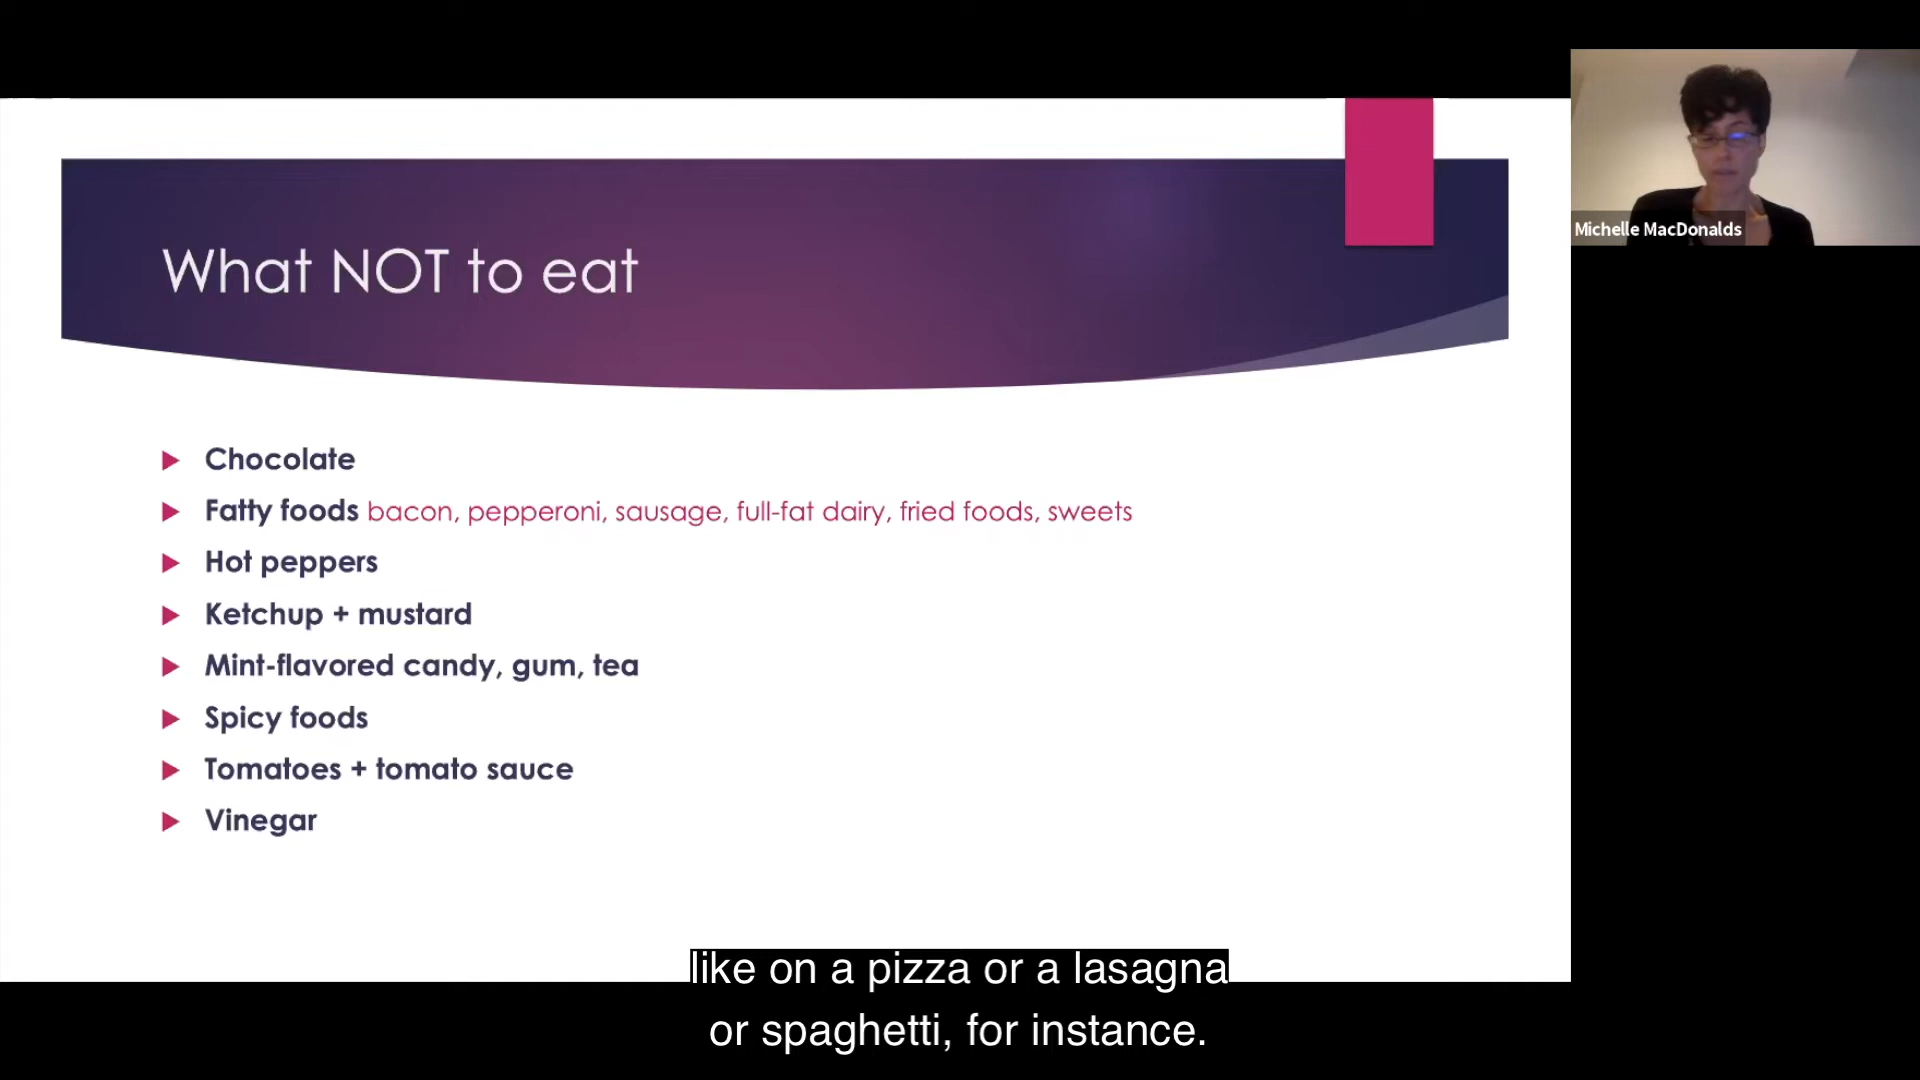 What NOT to eat
Michelle MacDonalds
Chocolate
Fatty foods bacon, pepperoni, sausage, full-fat dairy, fried foods, sweets
Hot peppers
Ketchup + mustard
Mint-flavored candy, gum, tea
Spicy foods
Tomatoes + tomato sauce
Vinegar
like on a pizza or a lasagna
or spaghetti, for instance.